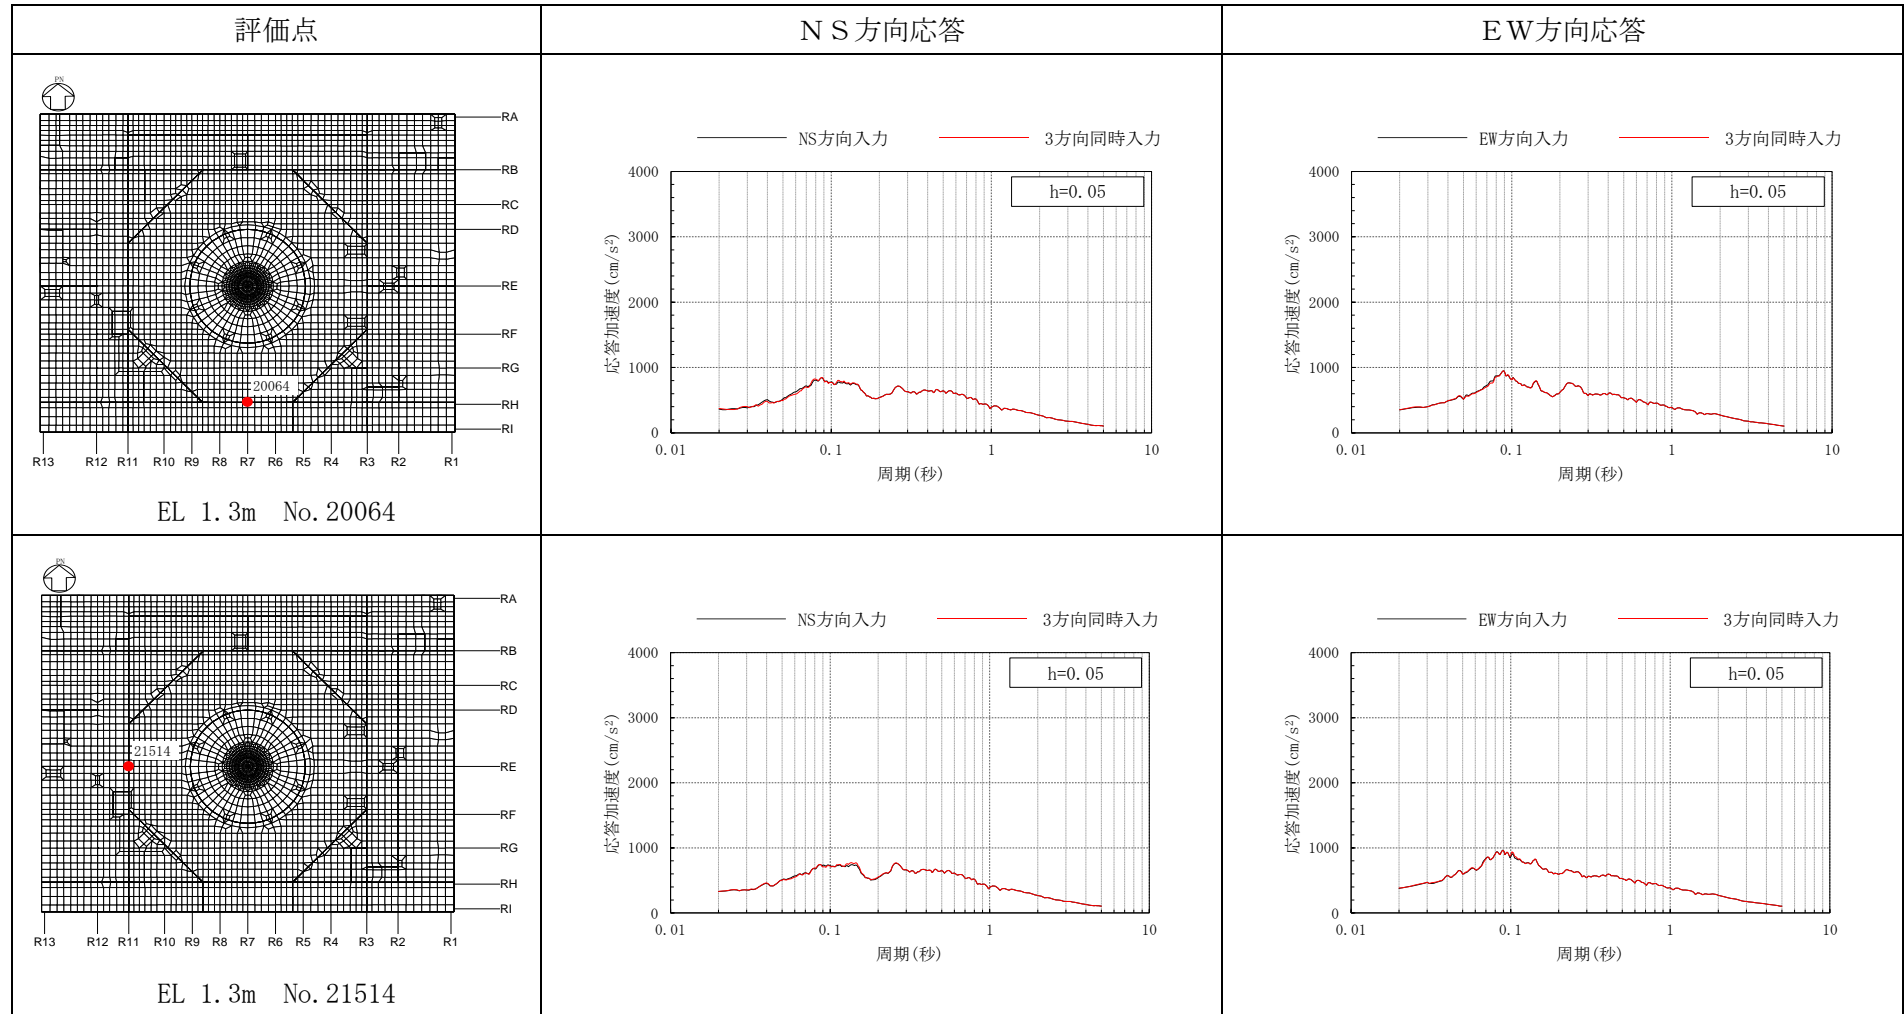 評価点
ＮＳ方向応答
ＥＷ方向応答
PN
RA
RB
RC
RD
RE
RF
RG
RH
RI
20064
R13 R12 R11 R10 R9 R8 R7 R6 R5 R4 R3 R2 R1
EL 1.3m No.20064
NS方向入力 3方向同時入力
h=0.05
応答加速度(cm/s²)
4000
3000
2000
1000
0
0.01 0.1 1 10
周期(秒)
EW方向入力 3方向同時入力
h=0.05
応答加速度(cm/s²)
4000
3000
2000
1000
0
0.01 0.1 1 10
周期(秒)
PN
RA
RB
RC
RD
21514
RE
RF
RG
RH
RI
R13 R12 R11 R10 R9 R8 R7 R6 R5 R4 R3 R2 R1
EL 1.3m No.21514
NS方向入力 3方向同時入力
h=0.05
応答加速度(cm/s²)
4000
3000
2000
1000
0
0.01 0.1 1 10
周期(秒)
EW方向入力 3方向同時入力
h=0.05
応答加速度(cm/s²)
4000
3000
2000
1000
0
0.01 0.1 1 10
周期(秒)